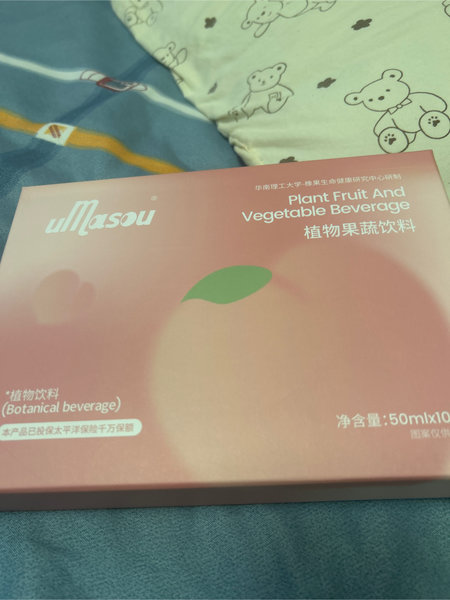 uMasou
®
华南理工大学-橡果生命健康研究中心研制
Plant Fruit And
Vegetable Beverage
植物果蔬饮料
*植物饮料
(Botanical beverage)
本产品已投保太平洋保险千万保额
净含量:50mlx10
图案仅供